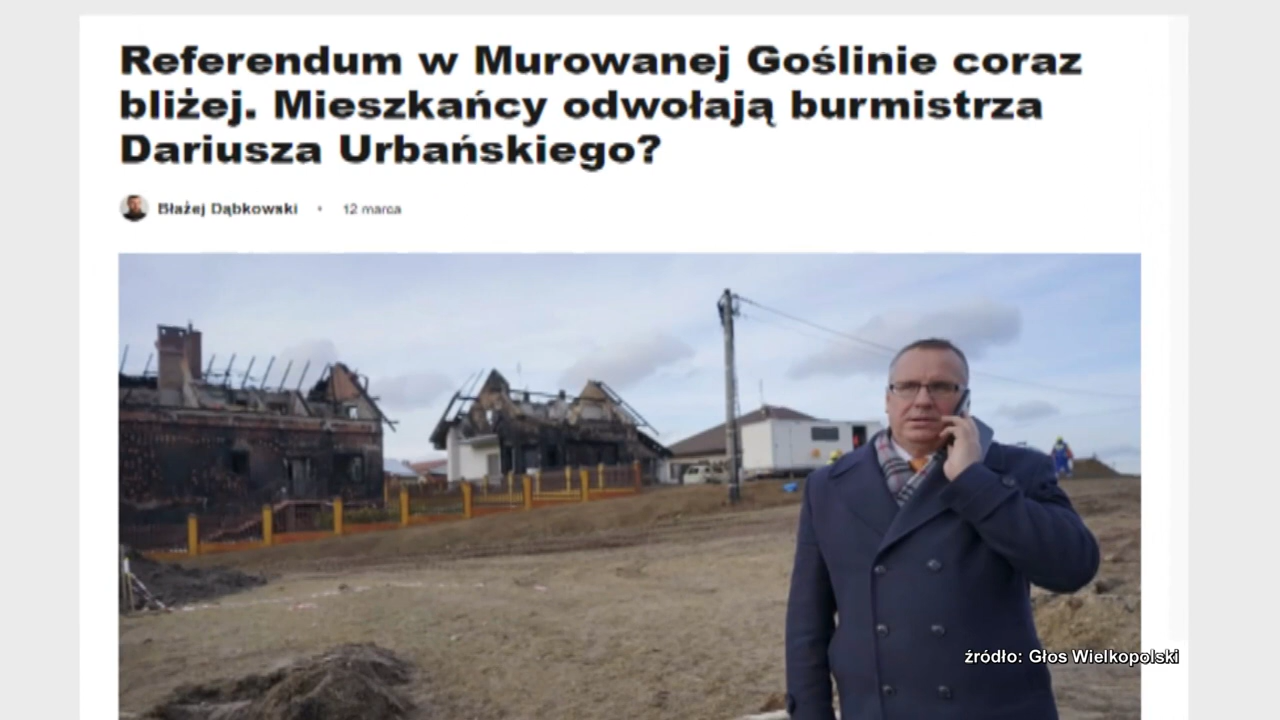 Referendum w Murowanej Goślinie coraz
bliżej. Mieszkańcy odwołają burmistrza
Dariusza Urbańskiego?
Błażej Dąbkowski • 12 marca
źródło: Głos Wielkopolski